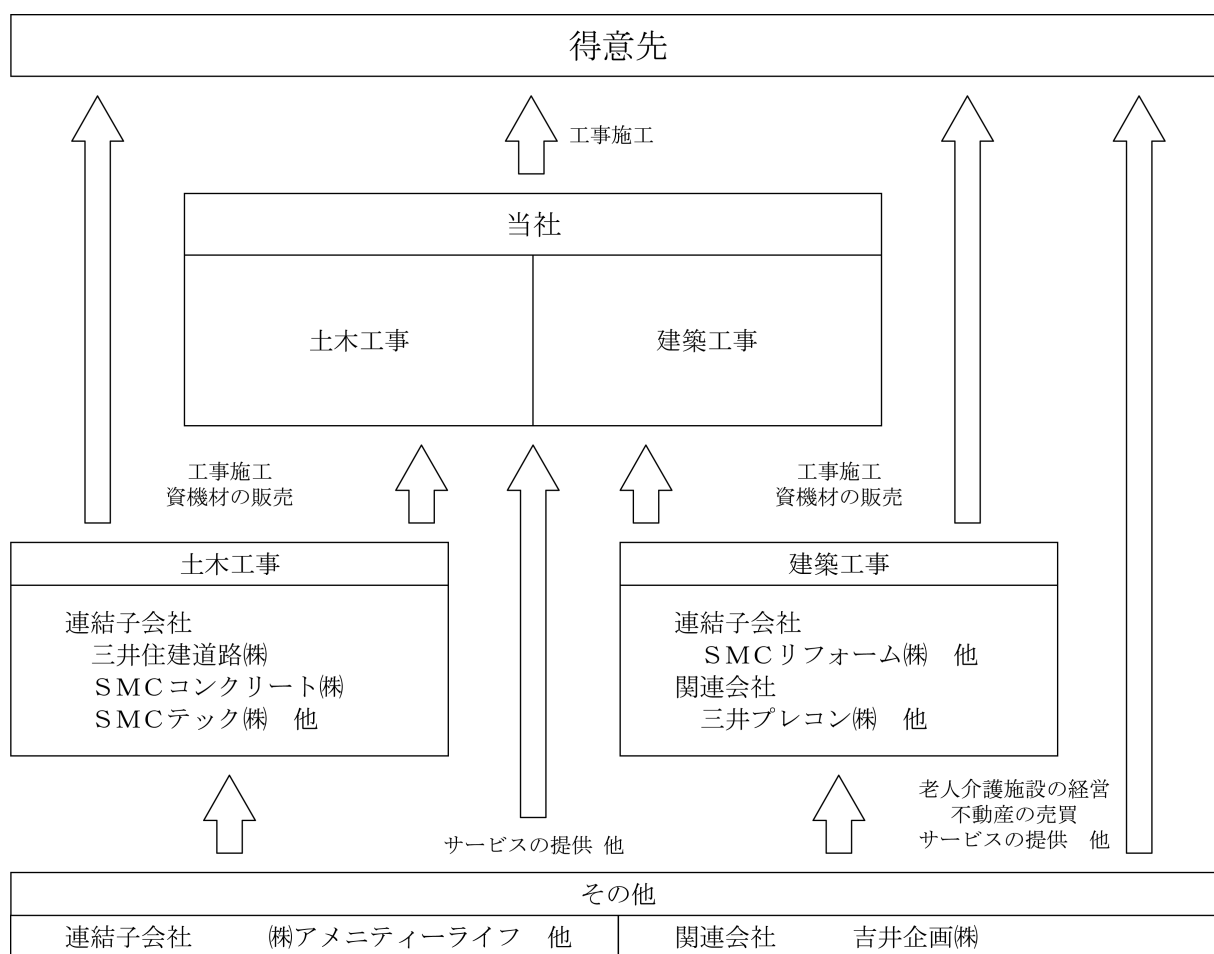 得意先
工事施工
当社
土木工事
建築工事
工事施工
資機材の販売
工事施工
資機材の販売
土木工事
連結子会社
三井住建道路㈱
ＳＭＣコンクリート㈱
ＳＭＣテック㈱　他
建築工事
連結子会社
ＳＭＣリフォーム㈱　他
関連会社
三井プレコン㈱　他
サービスの提供 他
老人介護施設の経営
不動産の売買
サービスの提供　他
その他
連結子会社　㈱アメニティーライフ　他
関連会社　吉井企画㈱